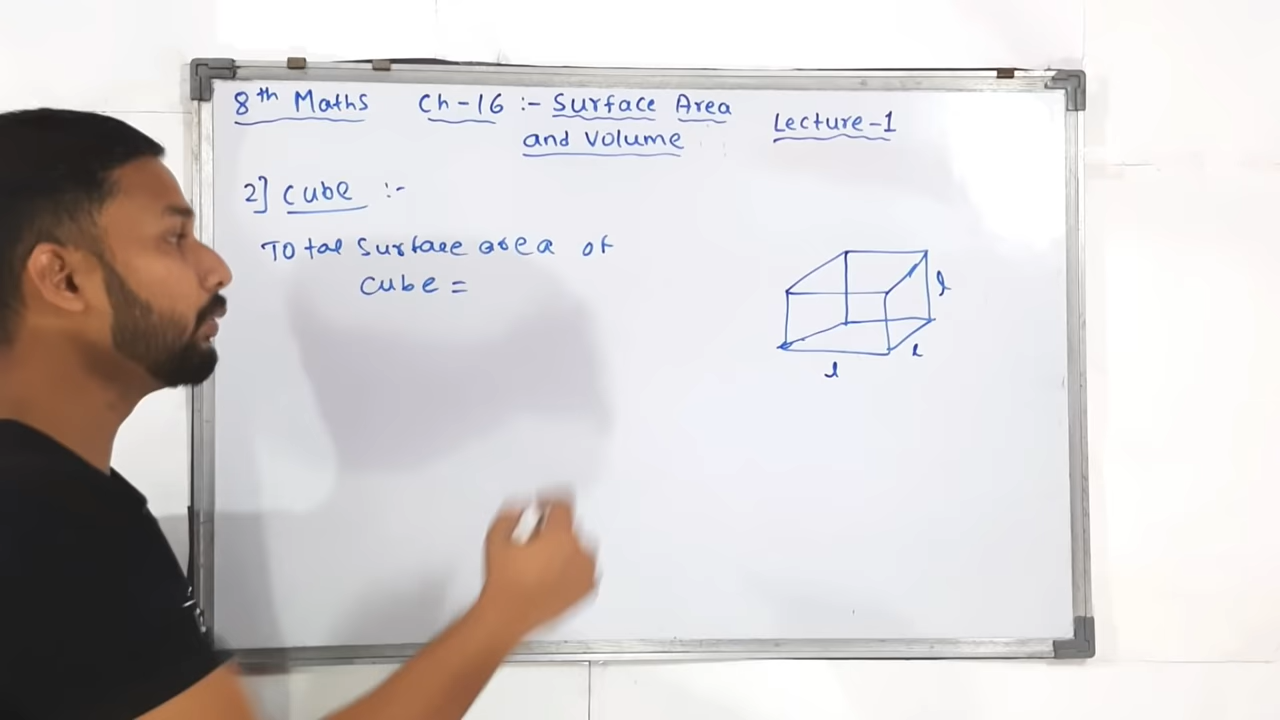 8th Maths Ch-16 :- Surface Area
and Volume
Lecture-1
2] Cube :-
Total Surface area of
Cube =
l
l
l